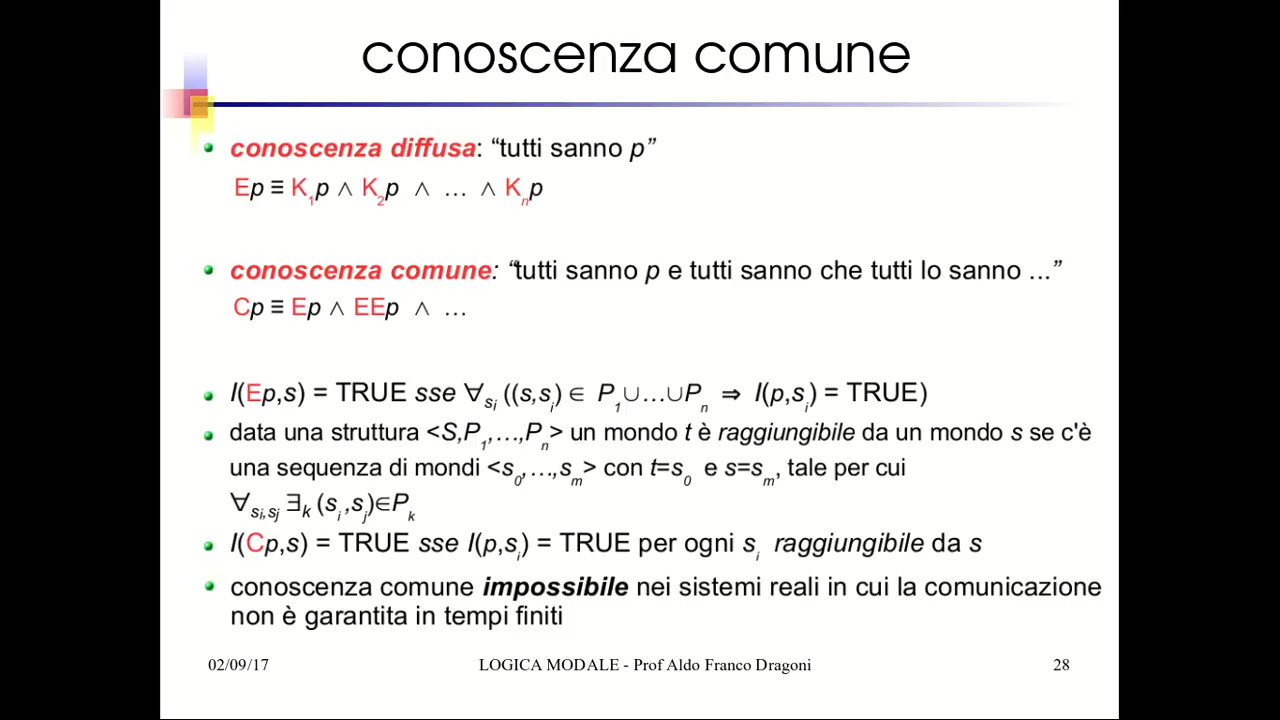 conoscenza comune
conoscenza diffusa: “tutti sanno p”
Ep ≡ K₁p ∧ K₂p ∧ … ∧ Kₙp
conoscenza comune: “tutti sanno p e tutti sanno che tutti lo sanno ...”
Cp ≡ Ep ∧ EEp ∧ …
I(Ep,s) = TRUE sse ∀si ((s,sᵢ) ∈ P₁∪…∪Pₙ ⇒ I(p,sᵢ) = TRUE)
data una struttura <S,P₁,…,Pₙ> un mondo t è raggiungibile da un mondo s se c'è
una sequenza di mondi <s₀,…,sₘ> con t=s₀ e s=sₘ, tale per cui
∀si,sj ∃k (sᵢ,sⱼ)∈Pₖ
I(Cp,s) = TRUE sse I(p,sᵢ) = TRUE per ogni sᵢ raggiungibile da s
conoscenza comune impossibile nei sistemi reali in cui la comunicazione
non è garantita in tempi finiti
02/09/17 LOGICA MODALE - Prof Aldo Franco Dragoni 28